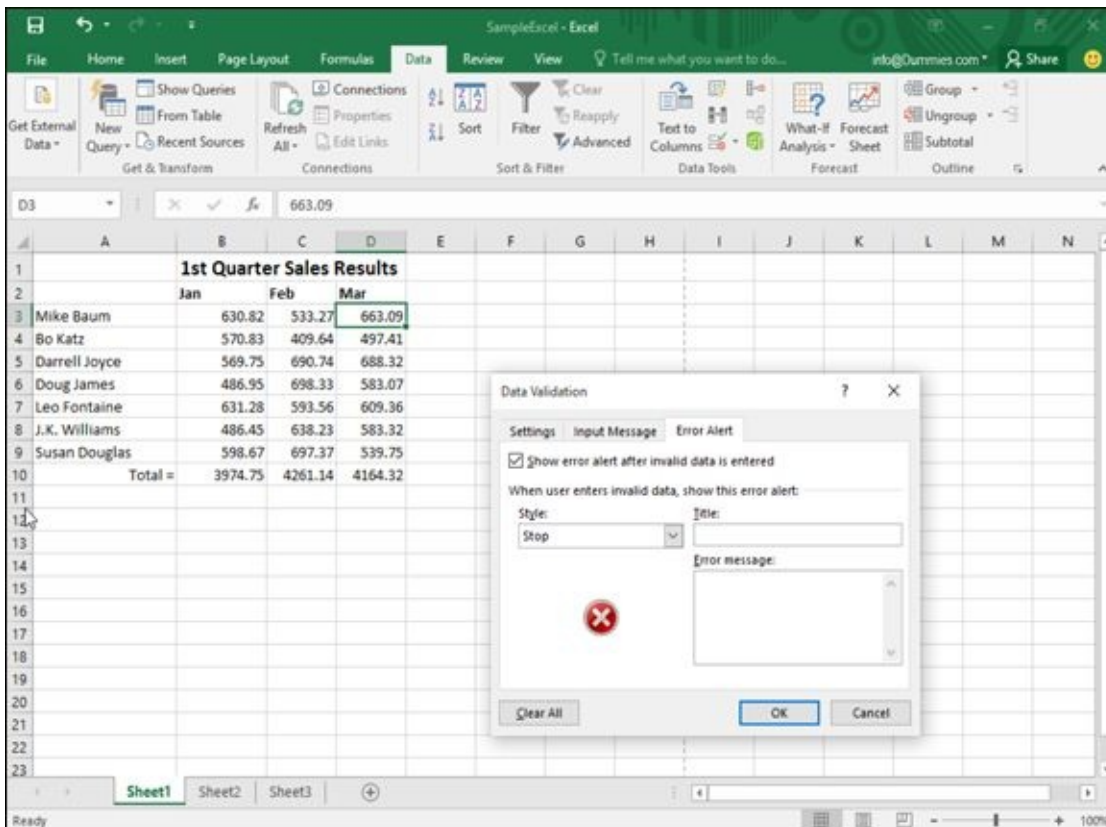 SampleExcel - Excel
File Home Insert Page Layout Formulas Data Review View Tell me what you want to do... info@Dummies.com Share
Get External Data
New Query
Show Queries
From Table
Recent Sources
Get & Transform
Refresh All
Connections
Properties
Edit Links
Connections
Sort
Filter
Clear
Reapply
Advanced
Sort & Filter
Text to Columns
Data Tools
What-If Analysis
Forecast Sheet
Forecast
Group
Ungroup
Subtotal
Outline
D3 fx 663.09
A B C D E F G H I J K L M N
1 1st Quarter Sales Results
2 Jan Feb Mar
3 Mike Baum 630.82 533.27 663.09
4 Bo Katz 570.83 409.64 497.41
5 Darrell Joyce 569.75 690.74 688.32
6 Doug James 486.95 698.33 583.07
7 Leo Fontaine 631.28 593.56 609.36
8 J.K. Williams 486.45 638.23 583.32
9 Susan Douglas 598.67 697.37 539.75
10 Total = 3974.75 4261.14 4164.32
11
12
13
14
15
16
17
18
19
20
21
22
23
Data Validation ?
Settings Input Message Error Alert
Show error alert after invalid data is entered
When user enters invalid data, show this error alert:
Style: Title:
Stop
Error message:
Clear All OK Cancel
Sheet1 Sheet2 Sheet3
Ready 100%